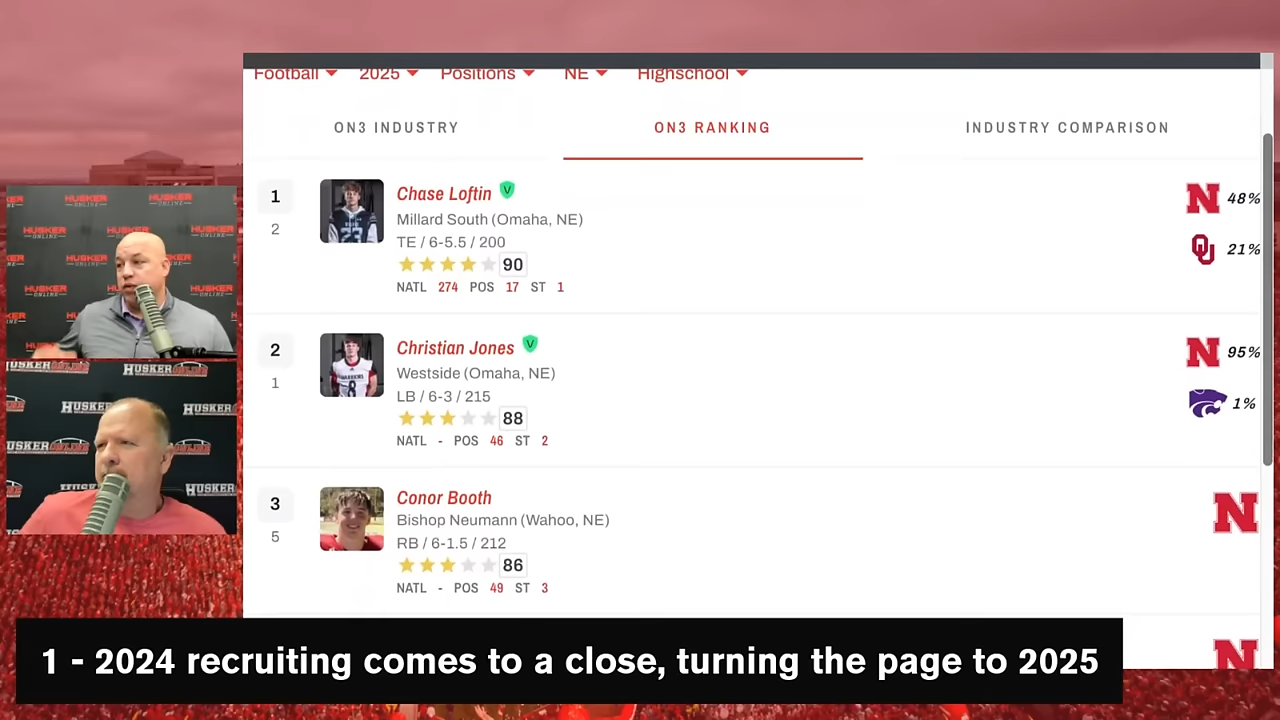 Football 2025 Positions NE Highschool
ON3 INDUSTRY ON3 RANKING INDUSTRY COMPARISON
1
2
Chase Loftin V
Millard South (Omaha, NE)
TE / 6-5.5 / 200
90
NATL 274 POS 17 ST 1
N 48%
OU 21%
2
1
Christian Jones V
Westside (Omaha, NE)
LB / 6-3 / 215
88
NATL - POS 46 ST 2
N 95%
1%
3
5
Conor Booth
Bishop Neumann (Wahoo, NE)
RB / 6-1.5 / 212
86
NATL - POS 49 ST 3
N
N
HUSKER ONLINE
HUSKERONLINE
1 - 2024 recruiting comes to a close, turning the page to 2025